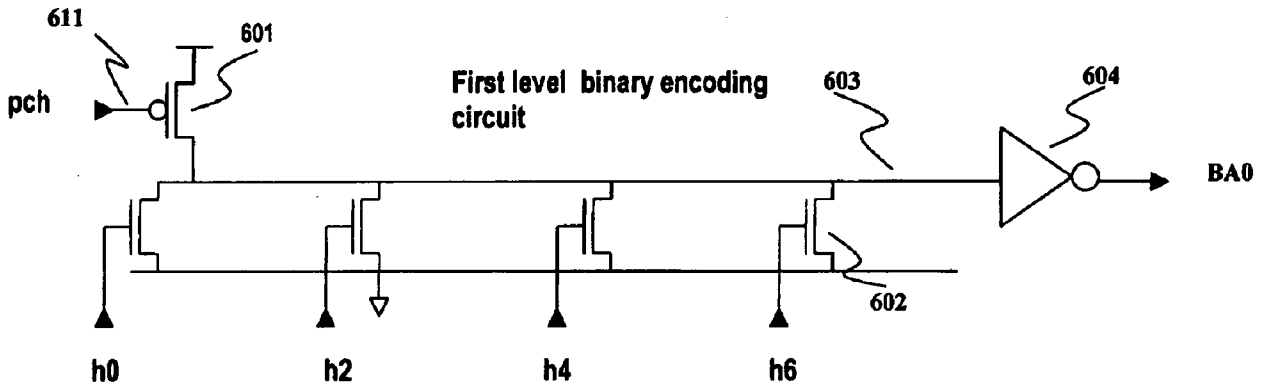 611
601
pch
First level binary encoding
circuit
603
604
BA0
602
h0
h2
h4
h6